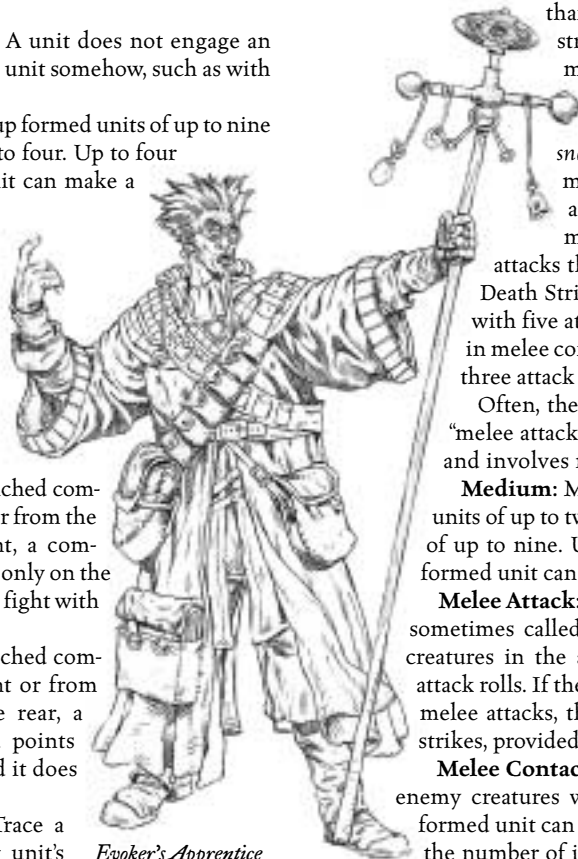 A unit does not engage an
unit somehow, such as with
up formed units of up to nine
to four. Up to four
nit can make a
ched com-
r from the
nt, a com-
only on the
fight with
ched com-
nt or from
e rear, a
points
d it does
Trace a
unit's
Evoker's Apprentice
than
str
m
sna
m
a
m
attacks th
Death Stri
with five at
in melee con
three attack
Often, the
“melee attack
and involves r
Medium: M
units of up to tw
of up to nine. U
formed unit can
Melee Attack:
sometimes called
creatures in the a
attack rolls. If the
melee attacks, th
strikes, provided
Melee Contac
enemy creatures w
formed unit can
the number of i